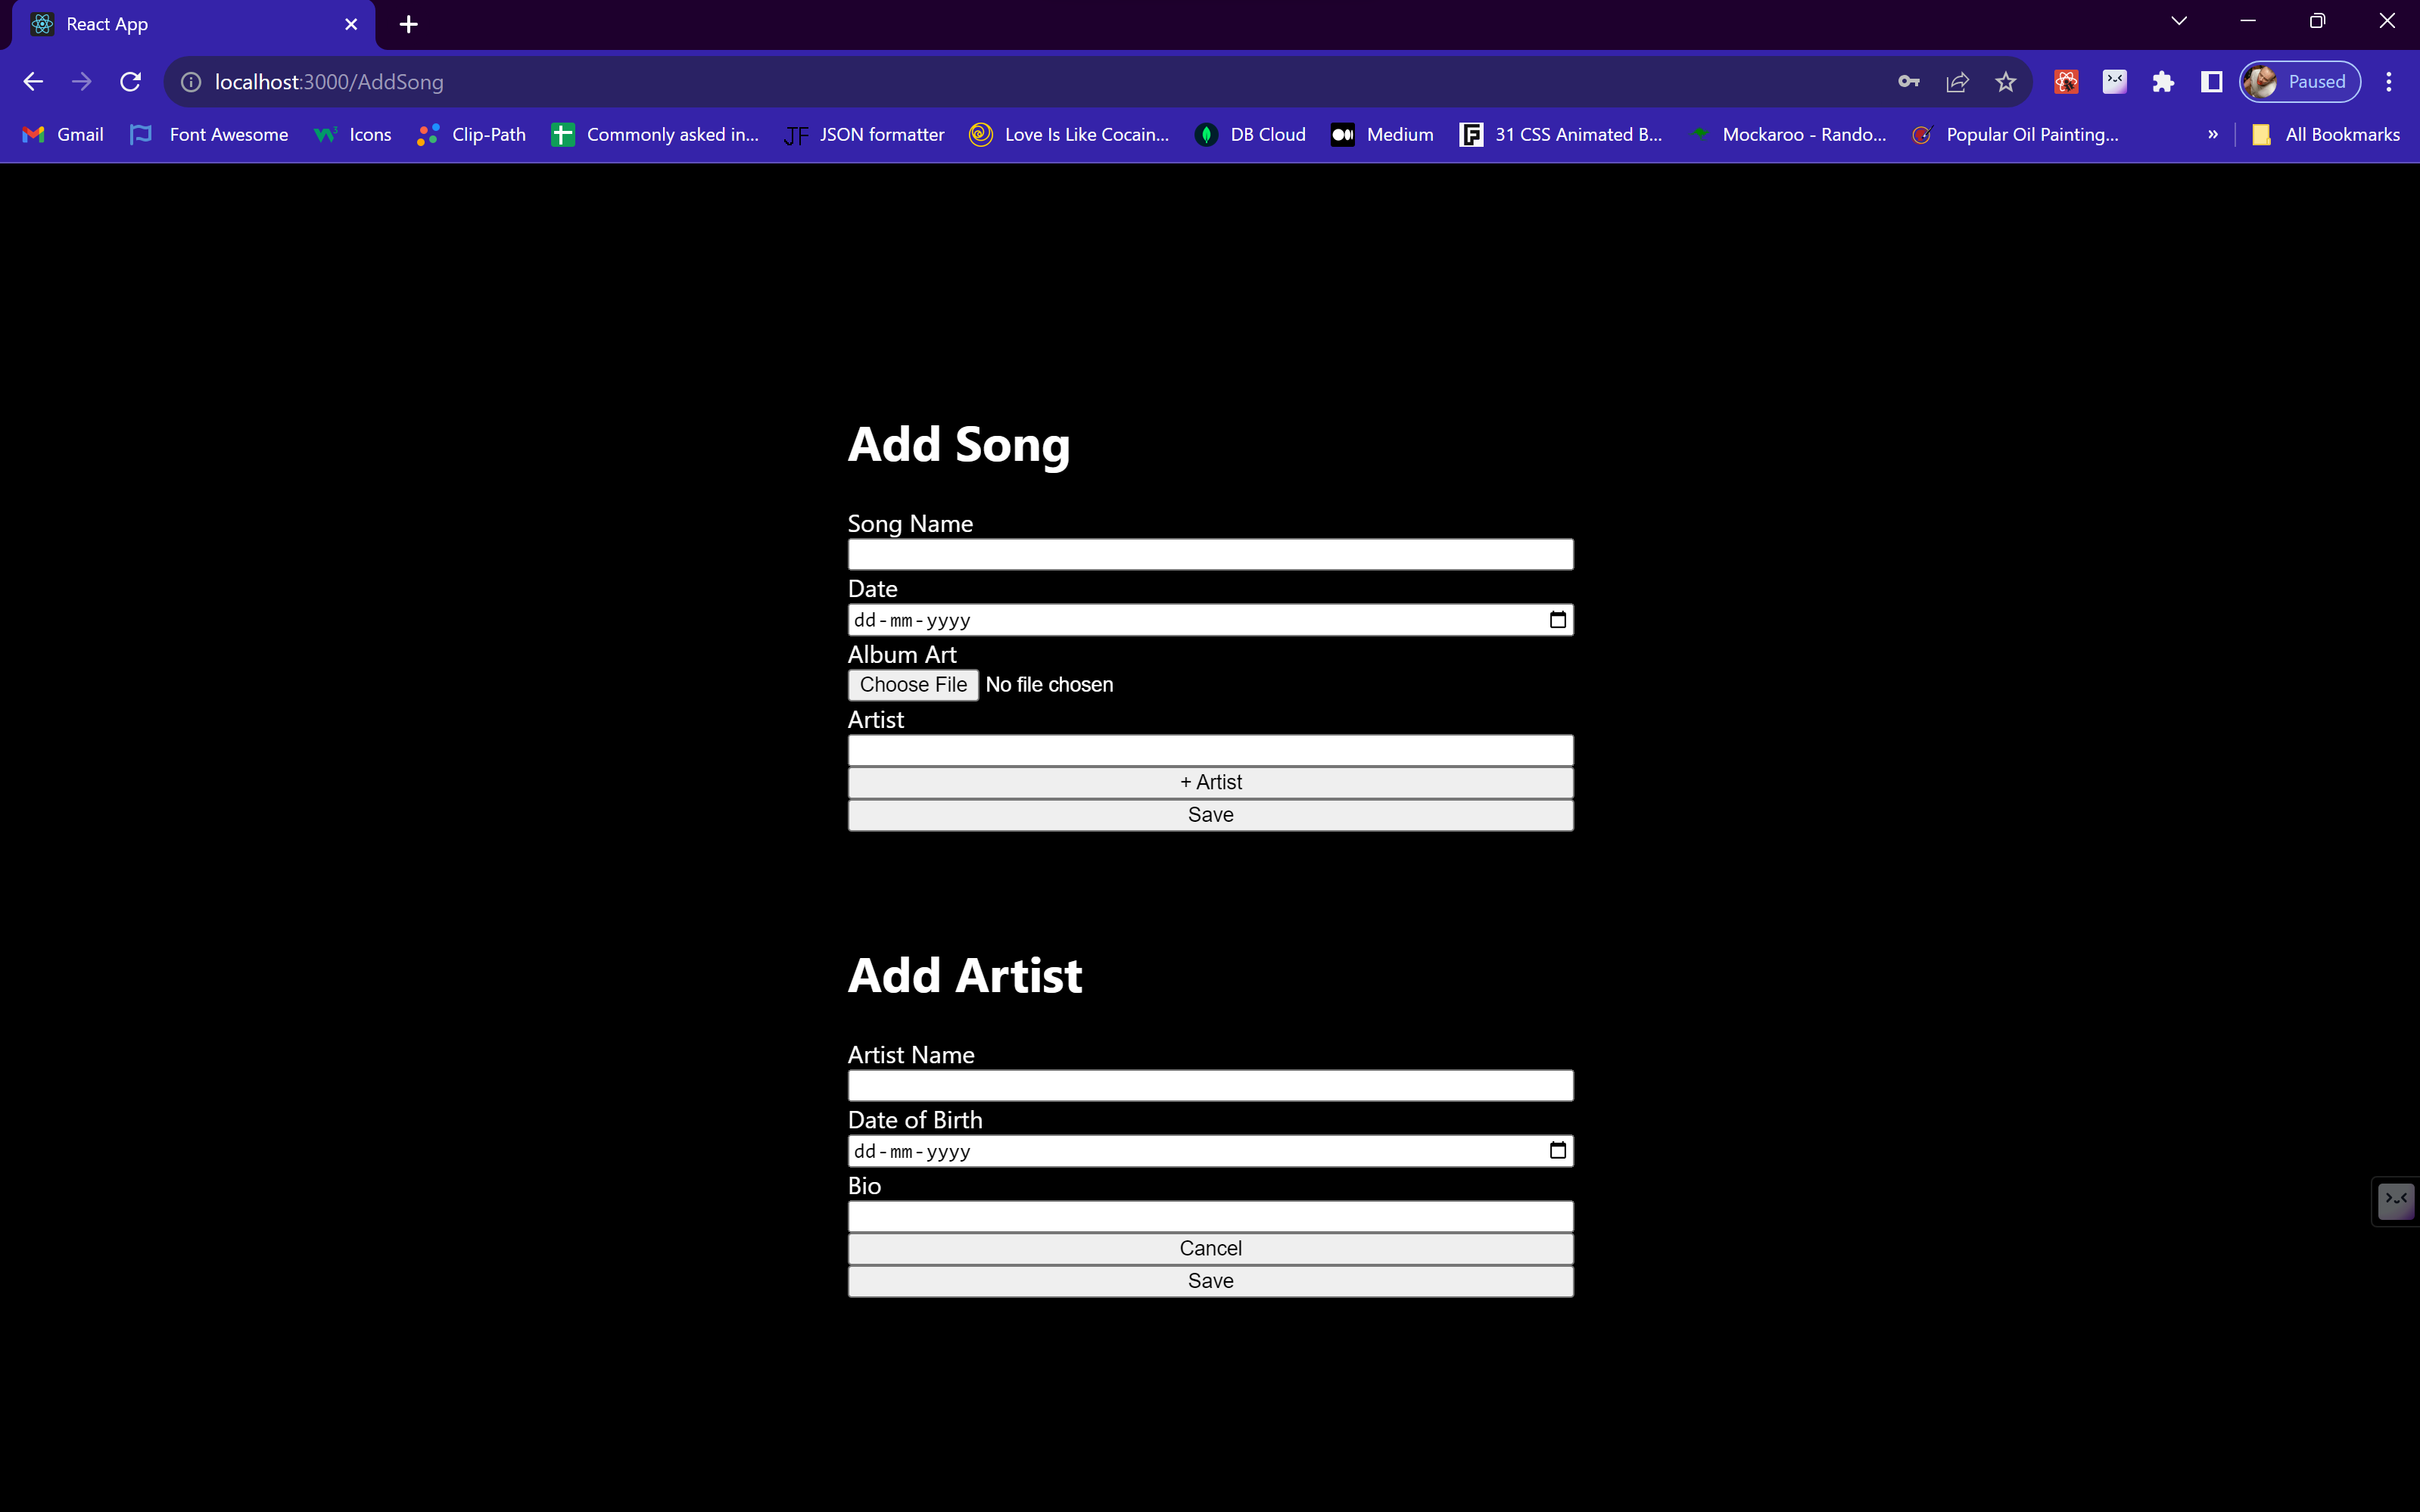 React App
localhost:3000/AddSong
Paused
Gmail Font Awesome Icons Clip-Path Commonly asked in... JF JSON formatter Love Is Like Cocain... DB Cloud Medium 31 CSS Animated B... Mockaroo - Rando... Popular Oil Painting... » All Bookmarks
Add Song
Song Name
Date
dd-mm-yyyy
Album Art
Choose File No file chosen
Artist
+ Artist
Save
Add Artist
Artist Name
Date of Birth
dd-mm-yyyy
Bio
Cancel
Save